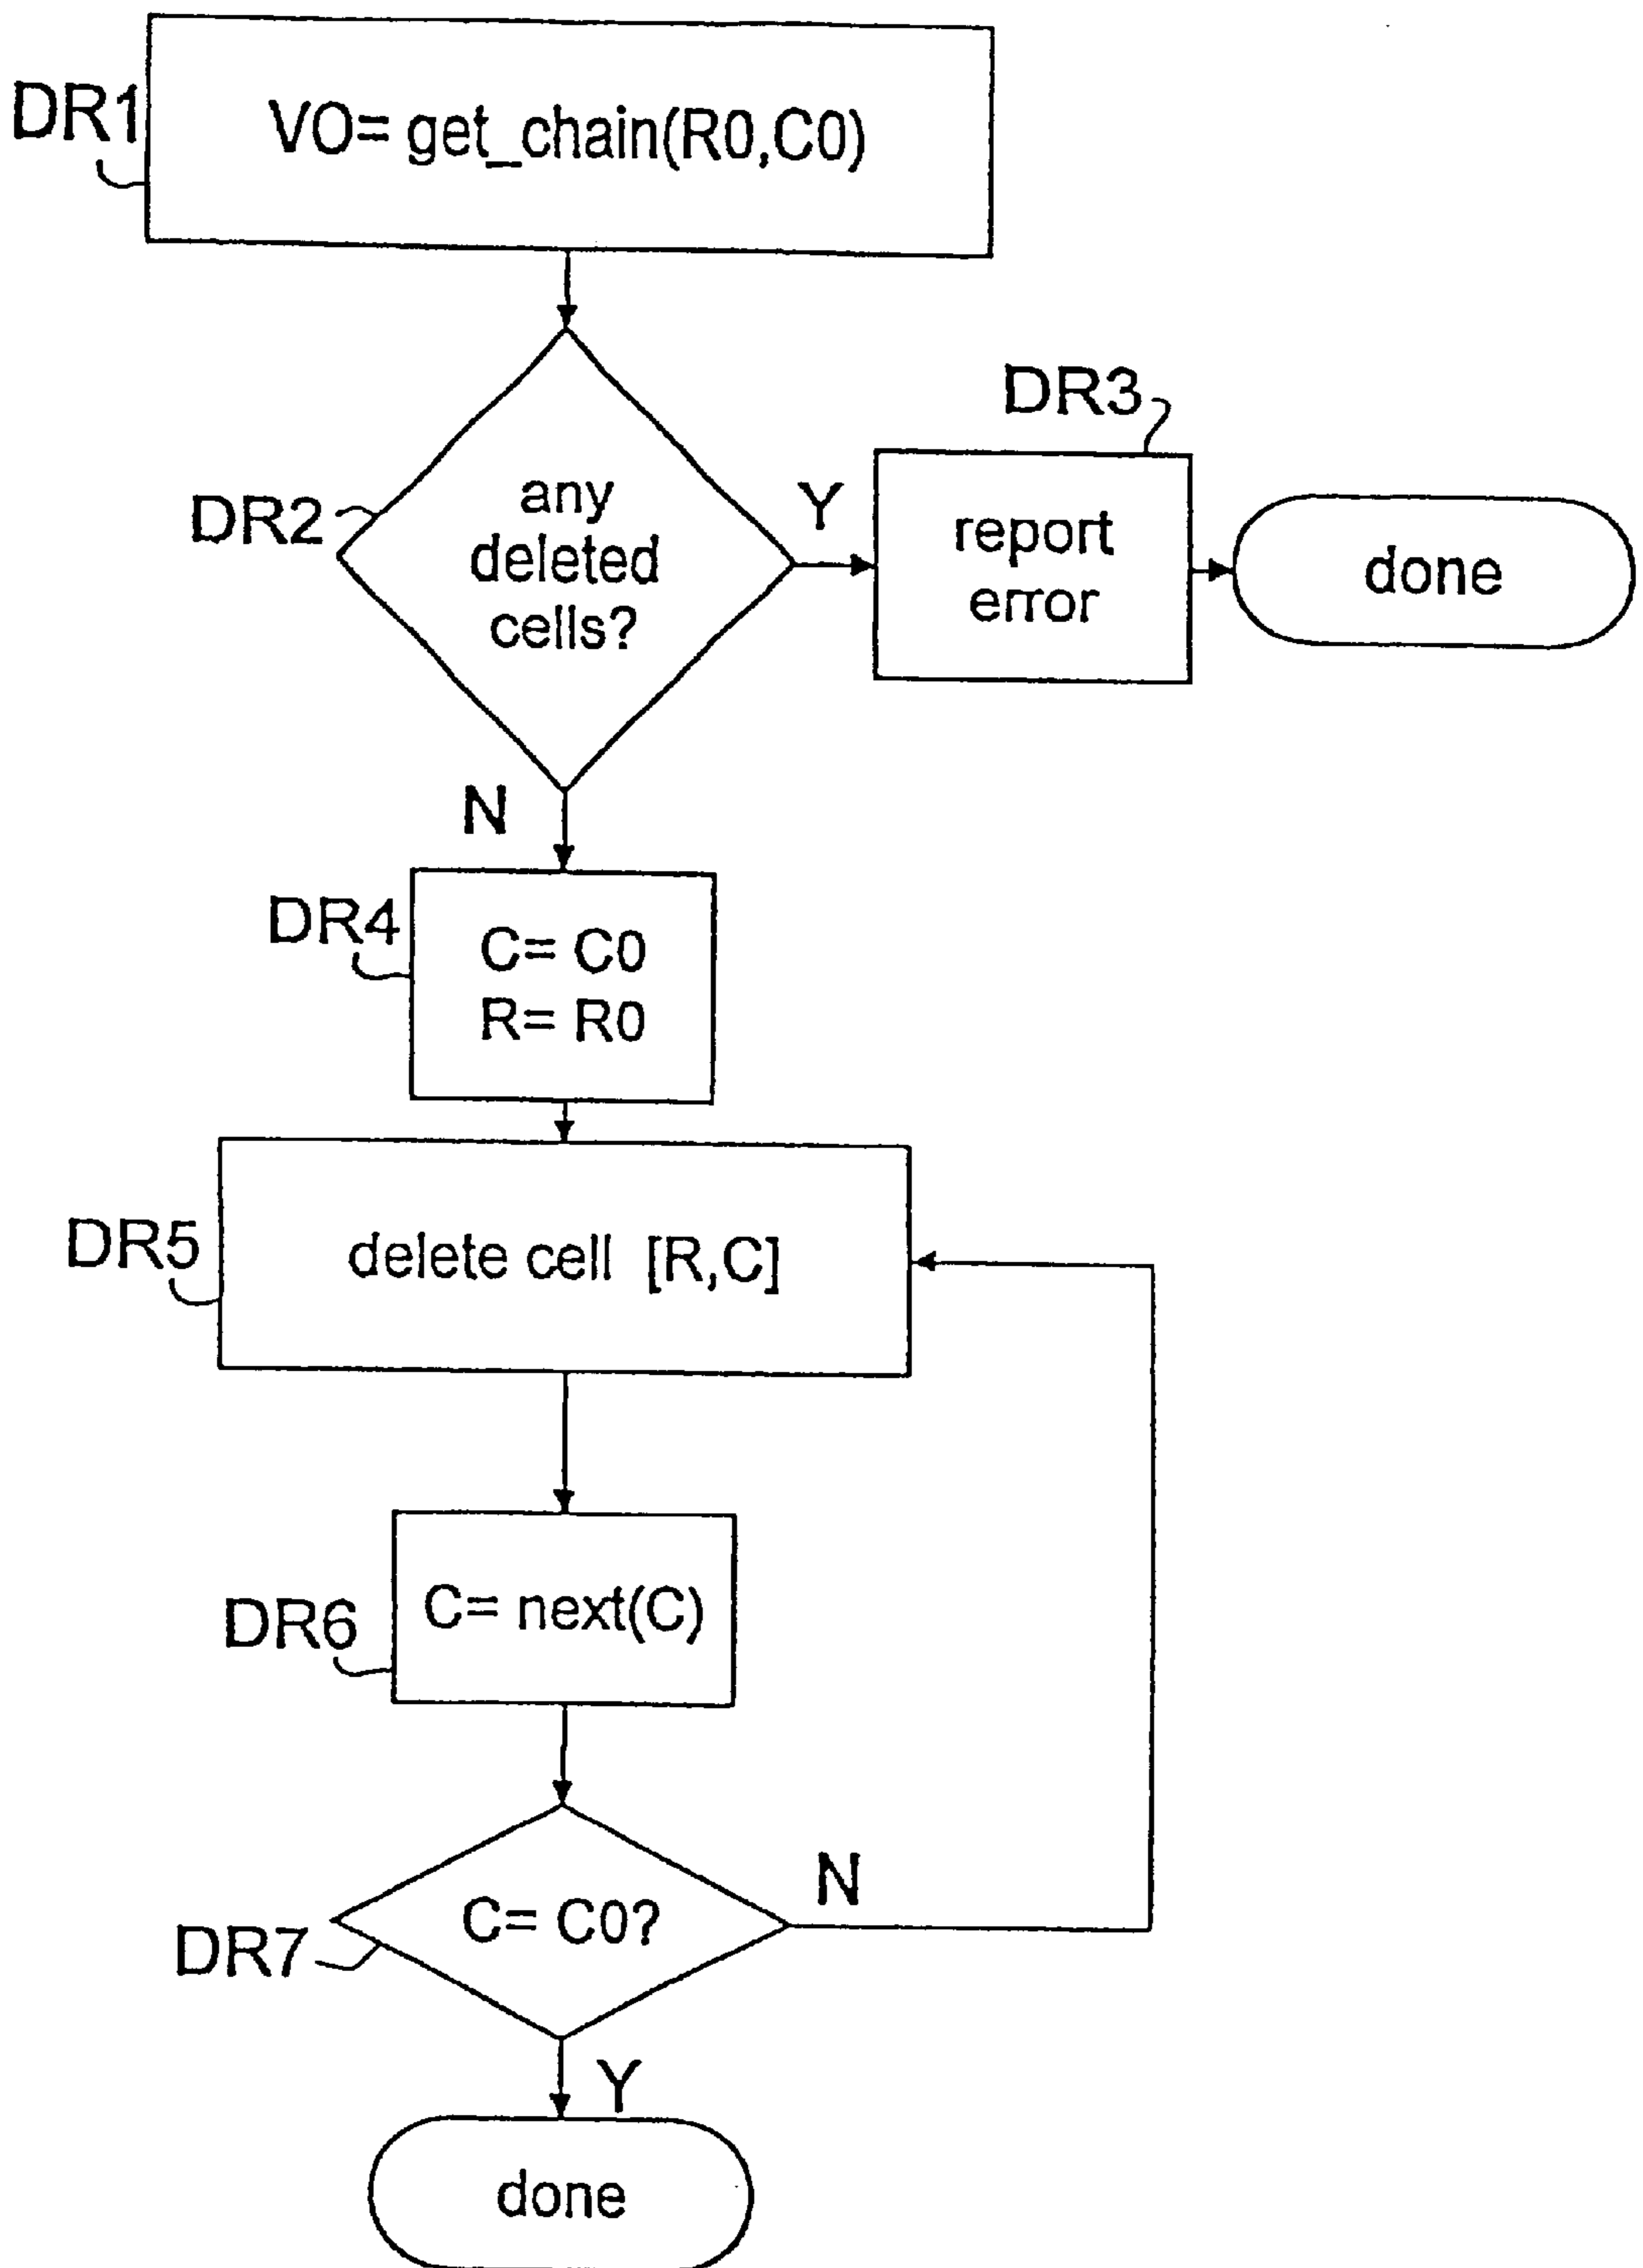 DR1
VO= get_chain(R0,C0)
DR2
any
deleted
cells?
Y
DR3
report
error
done
N
DR4
C= C0
R= R0
DR5
delete cell [R,C]
DR6
C= next(C)
DR7
C= C0?
N
Y
done